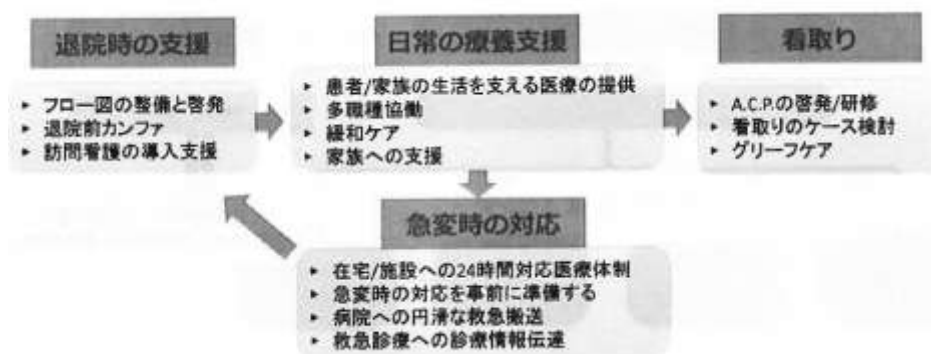 退院時の支援
フロー図の整備と啓発
退院前カンファ
訪問看護の導入支援
日常の療養支援
患者/家族の生活を支える医療の提供
多職種協働
緩和ケア
家族への支援
看取り
A.C.P.の啓発/研修
看取りのケース検討
グリーフケア
急変時の対応
在宅/施設への24時間対応医療体制
急変時の対応を事前に準備する
病院への円滑な救急搬送
救急診療への診療情報伝達